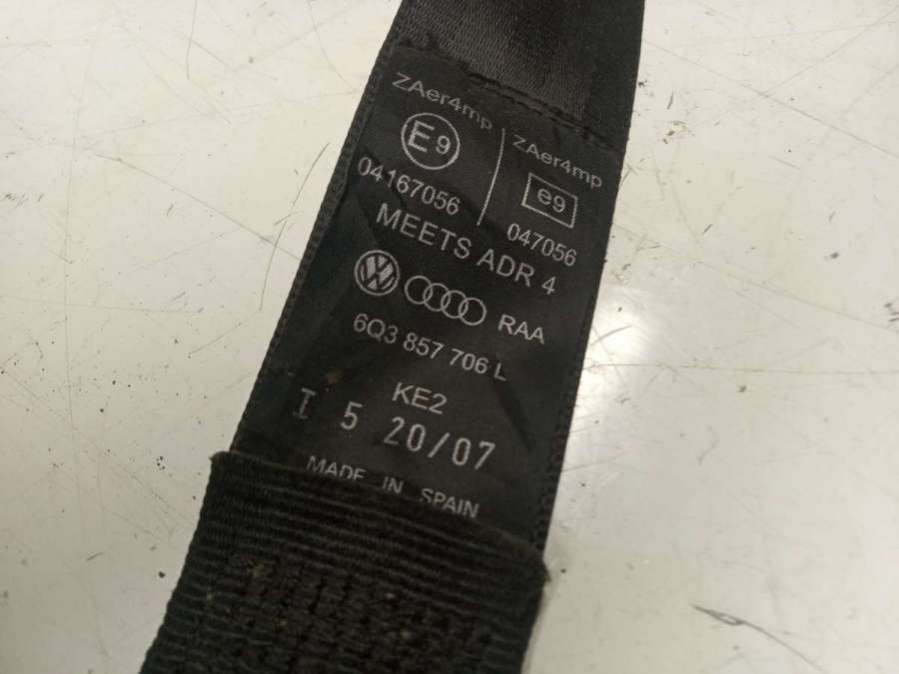 ZAer4mp
E9
04167056
ZAer4mp
e9
047056
MEETS ADR 4
VW RAA
6Q3 857 706 L
KE2
I 5 20/07
MADE IN SPAIN